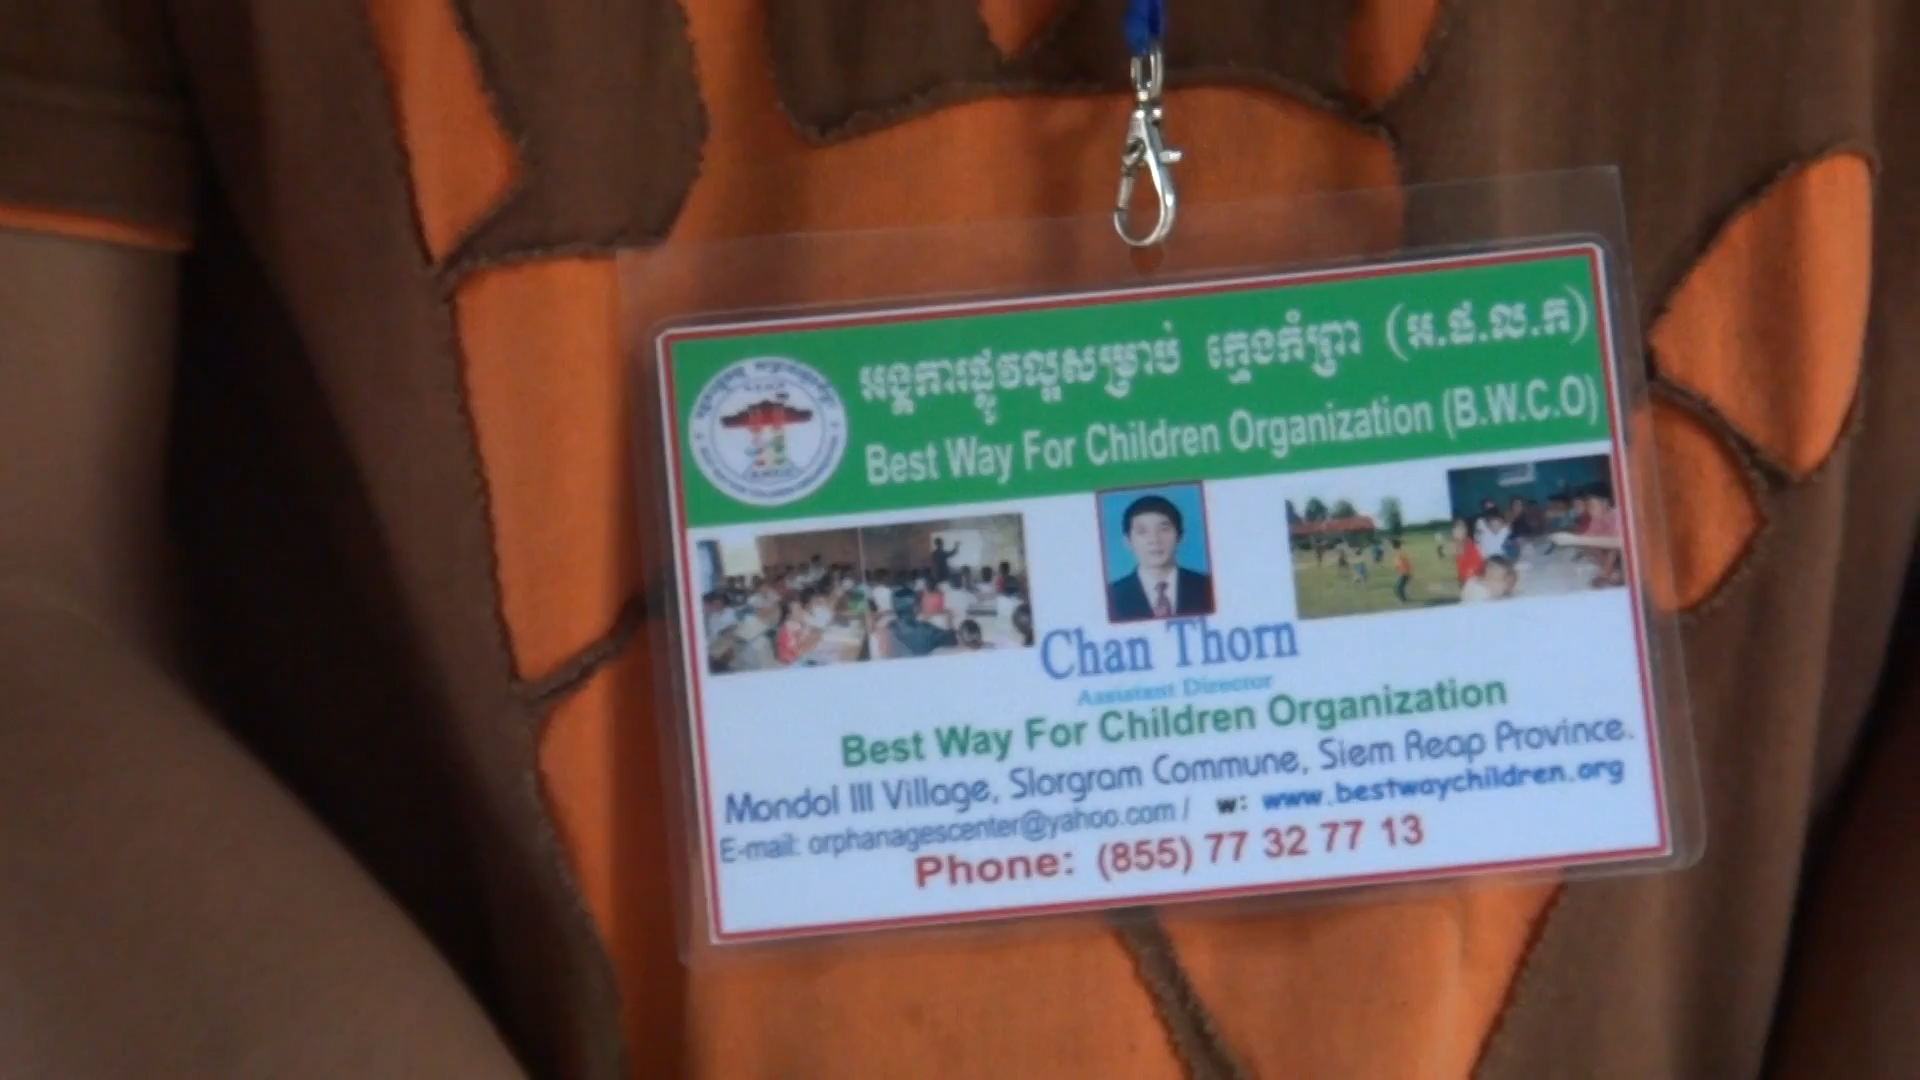 អង្គការផ្លូវល្អសម្រាប់ ក្មេងកំព្រា (អ.ផ.ល.ក)
Best Way For Children Organization (B.W.C.O)
Chan Thorn
Assistant Director
Best Way For Children Organization
Mondol III Village, Slorgram Commune, Siem Reap Province.
E-mail: orphanagescenter@yahoo.com / w: www.bestwaychildren.org
Phone: (855) 77 32 77 13